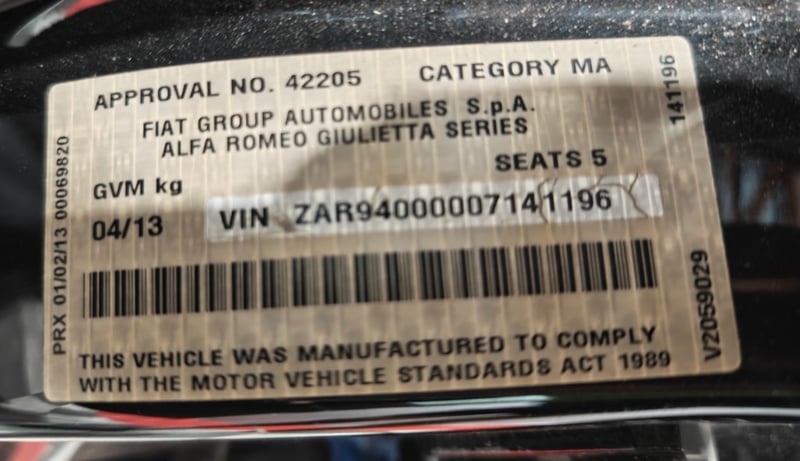 APPROVAL NO. 42205 CATEGORY MA
FIAT GROUP AUTOMOBILES S.p.A.
ALFA ROMEO GIULIETTA SERIES
SEATS 5
GVM kg
04/13 VIN ZAR94000007141196
THIS VEHICLE WAS MANUFACTURED TO COMPLY
WITH THE MOTOR VEHICLE STANDARDS ACT 1989
PRX 01/02/13 00069820
141196
V2059029